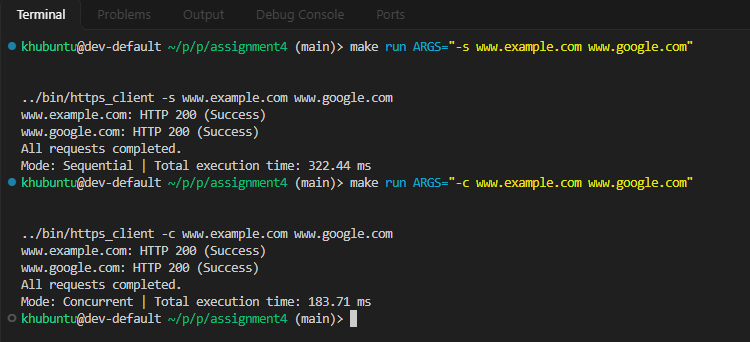 Terminal Problems Output Debug Console Ports
khubuntu@dev-default ~/p/p/assignment4 (main)> make run ARGS="-s www.example.com www.google.com"
../bin/https_client -s www.example.com www.google.com
www.example.com: HTTP 200 (Success)
www.google.com: HTTP 200 (Success)
All requests completed.
Mode: Sequential | Total execution time: 322.44 ms
khubuntu@dev-default ~/p/p/assignment4 (main)> make run ARGS="-c www.example.com www.google.com"
../bin/https_client -c www.example.com www.google.com
www.example.com: HTTP 200 (Success)
www.google.com: HTTP 200 (Success)
All requests completed.
Mode: Concurrent | Total execution time: 183.71 ms
khubuntu@dev-default ~/p/p/assignment4 (main)>